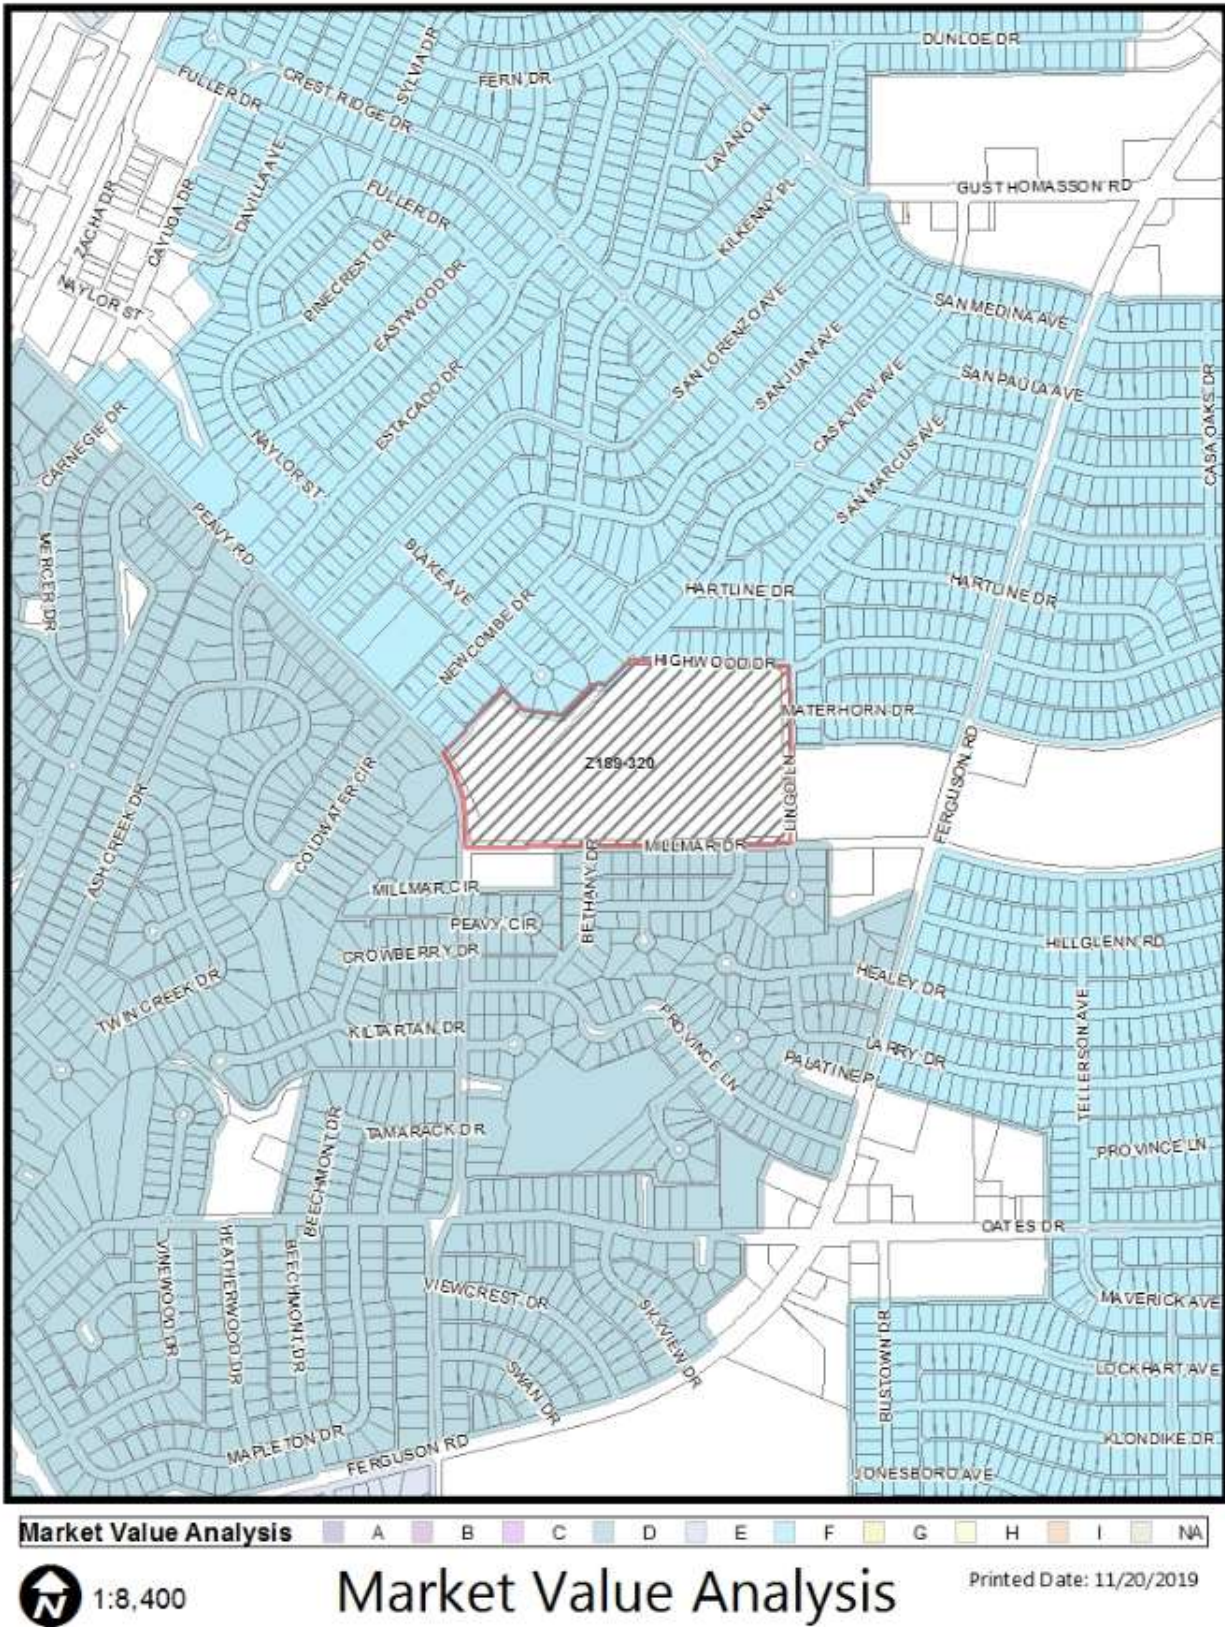 DUNLOE DR
SYLVIA DR
FERN DR
FULLER DR
CREST RIDGE DR
LAVANO LN
DAVILLA AVE
ZACHA DR
CAYUGA DR
FULLER DR
KILKENNY PL
GUS THOMASSON RD
NAYLOR ST
PINECREST DR
EASTWOOD DR
SAN LORENZO AVE
SAN MEDINA AVE
SAN JUAN AVE
ESTACADO DR
CASA VIEW AVE
SAN PAULA AVE
CASA OAKS DR
CARNEGIE DR
NAYLOR ST
SAN MARCUS AVE
PEAVY RD
MERCER DR
BLAKE AVE
HARTLINE DR
HARTLINE DR
NEWCOMBE DR
HIGHWOOD DR
MATERHORN DR
Z189-320
COLDWATER CIR
LINGO LN
FERGUSON RD
ASH CREEK DR
MILLMAR DR
MILLMAR CIR
BETHANY DR
PEAVY CIR
CROWBERRY DR
HILLGLENN RD
TWIN CREEK DR
HEALEY DR
KILTARTAN DR
PROVINCE LN
LARRY DR
PALATINE P
TELLERSON AVE
TAMARACK DR
BEECHMONT DR
PROVINCE LN
OATES DR
VINEWOOD DR
HEATHERWOOD DR
BEECHMONT DR
VIEWCREST DR
SKYVIEW DR
MAVERICK AVE
BUSTOWN DR
LOCKHART AVE
SWAN DR
MAPLETON DR
FERGUSON RD
KLONDIKE DR
JONESBORO AVE
Market Value Analysis A B C D E F G H I NA
N 1:8,400
Market Value Analysis
Printed Date: 11/20/2019